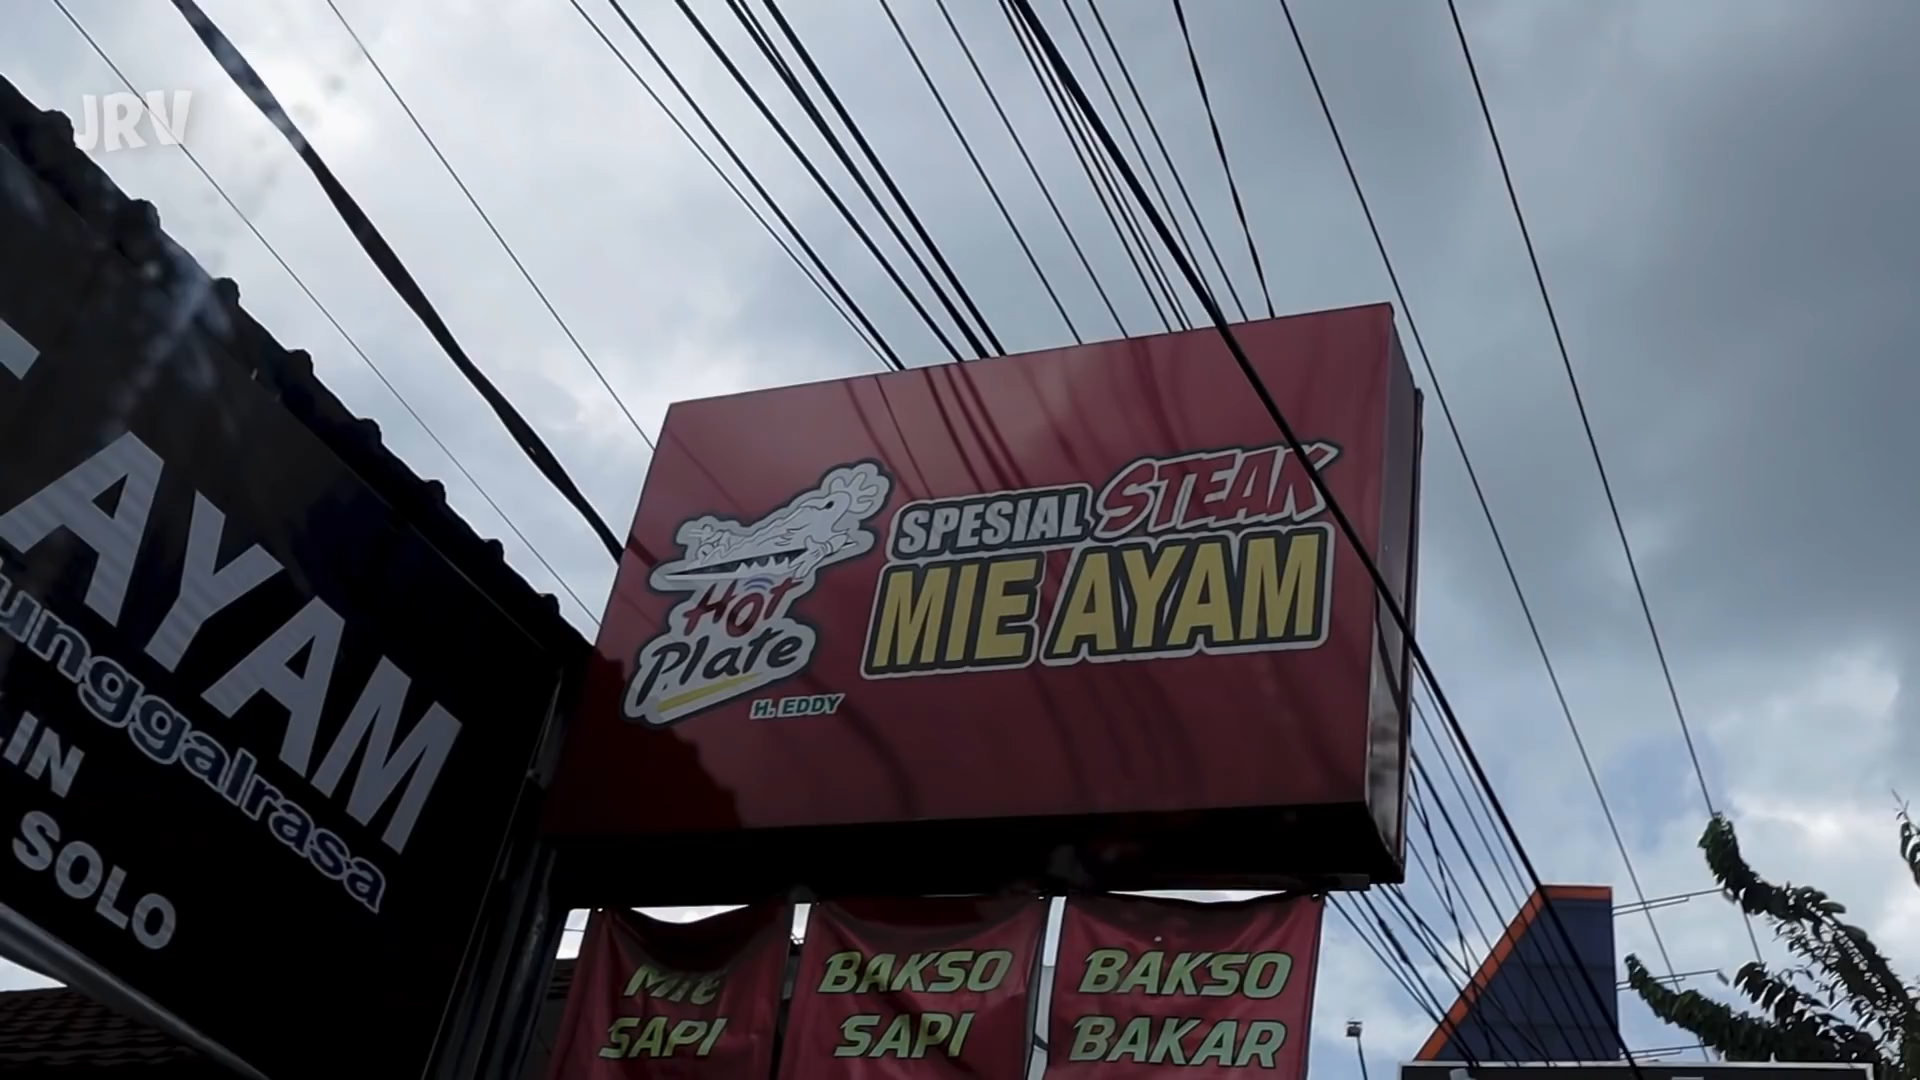 JRV
AYAM
unggalrasa
LIN
SOLO
Hot
Plate
H. EDDY
SPESIAL STEAK
MIE AYAM
MIE
SAPI
BAKSO
SAPI
BAKSO
BAKAR